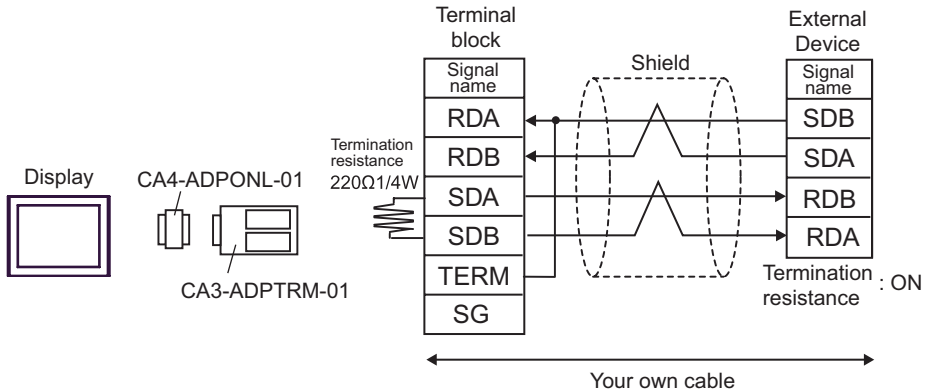 Terminal
block
External
Device
Shield
Signal
name
Signal
name
RDA
SDB
Termination
resistance
220Ω1/4W
RDB
SDA
Display
CA4-ADPONL-01
SDA
RDB
SDB
RDA
CA3-ADPTRM-01
TERM
Termination
resistance
: ON
SG
Your own cable